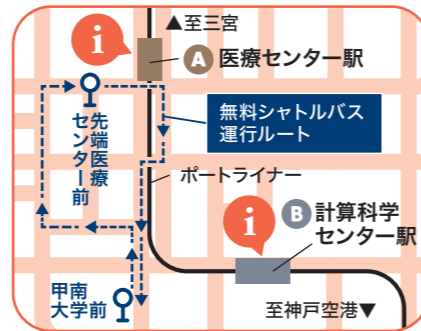 ▲至三宮
i
A 医療センター駅
先端医療
センター前
無料シャトルバス
運行ルート
ポートライナー
i
B 計算科学
センター駅
甲南
大学前
至神戸空港▼